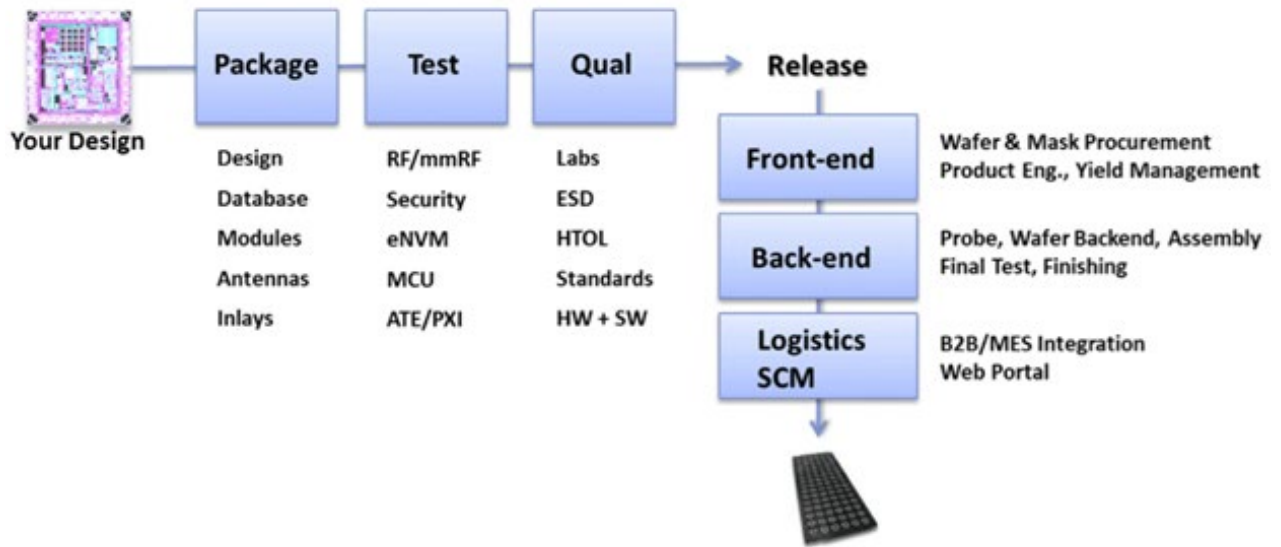 Your Design
Package
Design
Database
Modules
Antennas
Inlays
Test
RF/mmRF
Security
eNVM
MCU
ATE/PXI
Qual
Labs
ESD
HTOL
Standards
HW + SW
Release
Front-end
Wafer & Mask Procurement
Product Eng., Yield Management
Back-end
Probe, Wafer Backend, Assembly
Final Test, Finishing
Logistics
SCM
B2B/MES Integration
Web Portal